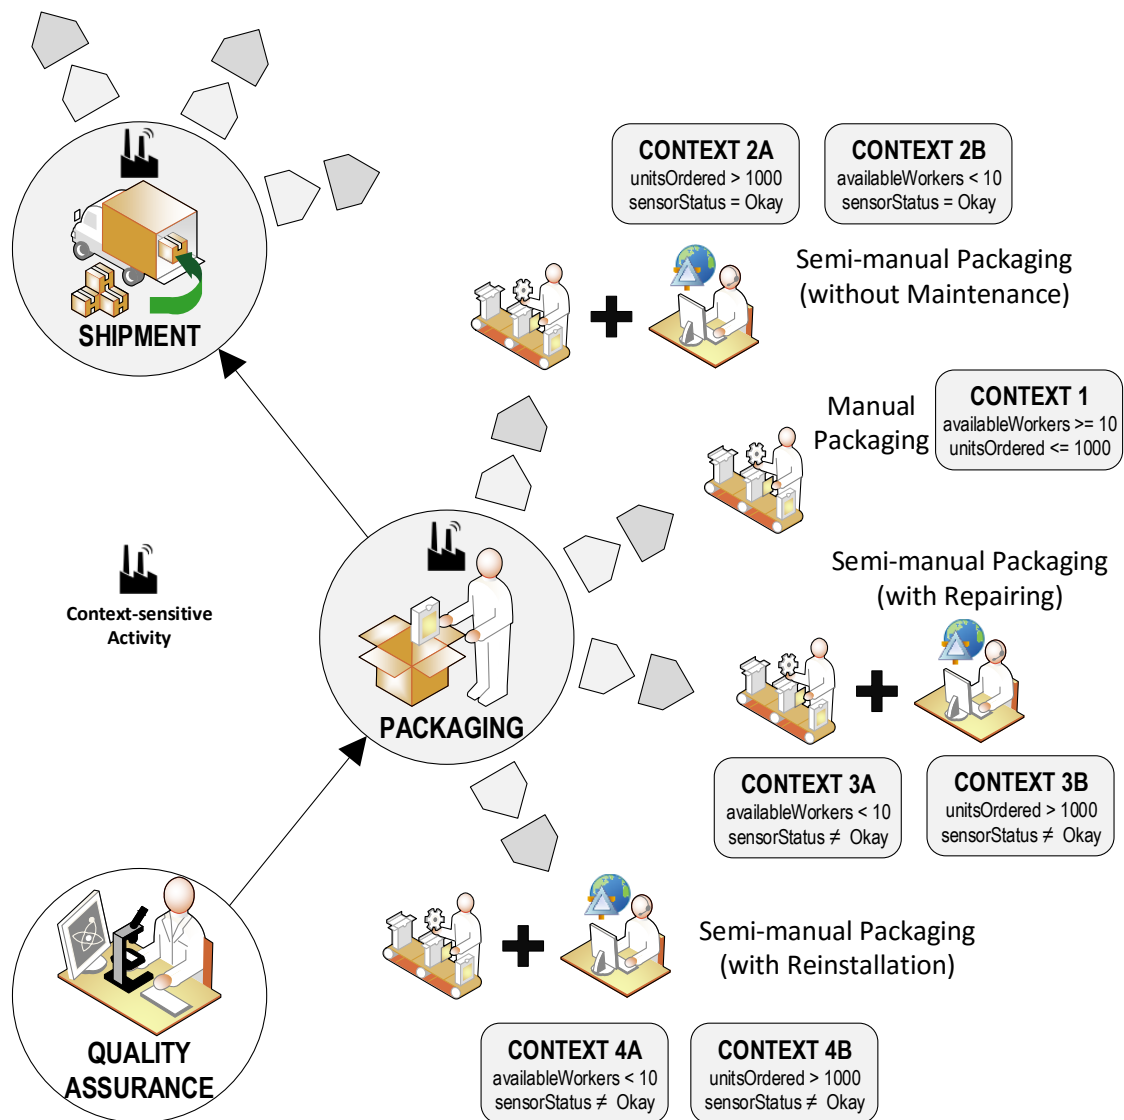 CONTEXT 2A
unitsOrdered > 1000
sensorStatus = Okay
CONTEXT 2B
availableWorkers < 10
sensorStatus = Okay
Semi-manual Packaging
(without Maintenance)
SHIPMENT
Manual
Packaging
CONTEXT 1
availableWorkers >= 10
unitsOrdered <= 1000
Context-sensitive
Activity
Semi-manual Packaging
(with Repairing)
PACKAGING
CONTEXT 3A
availableWorkers < 10
sensorStatus ≠ Okay
CONTEXT 3B
unitsOrdered > 1000
sensorStatus ≠ Okay
Semi-manual Packaging
(with Reinstallation)
QUALITY
ASSURANCE
CONTEXT 4A
availableWorkers < 10
sensorStatus ≠ Okay
CONTEXT 4B
unitsOrdered > 1000
sensorStatus ≠ Okay